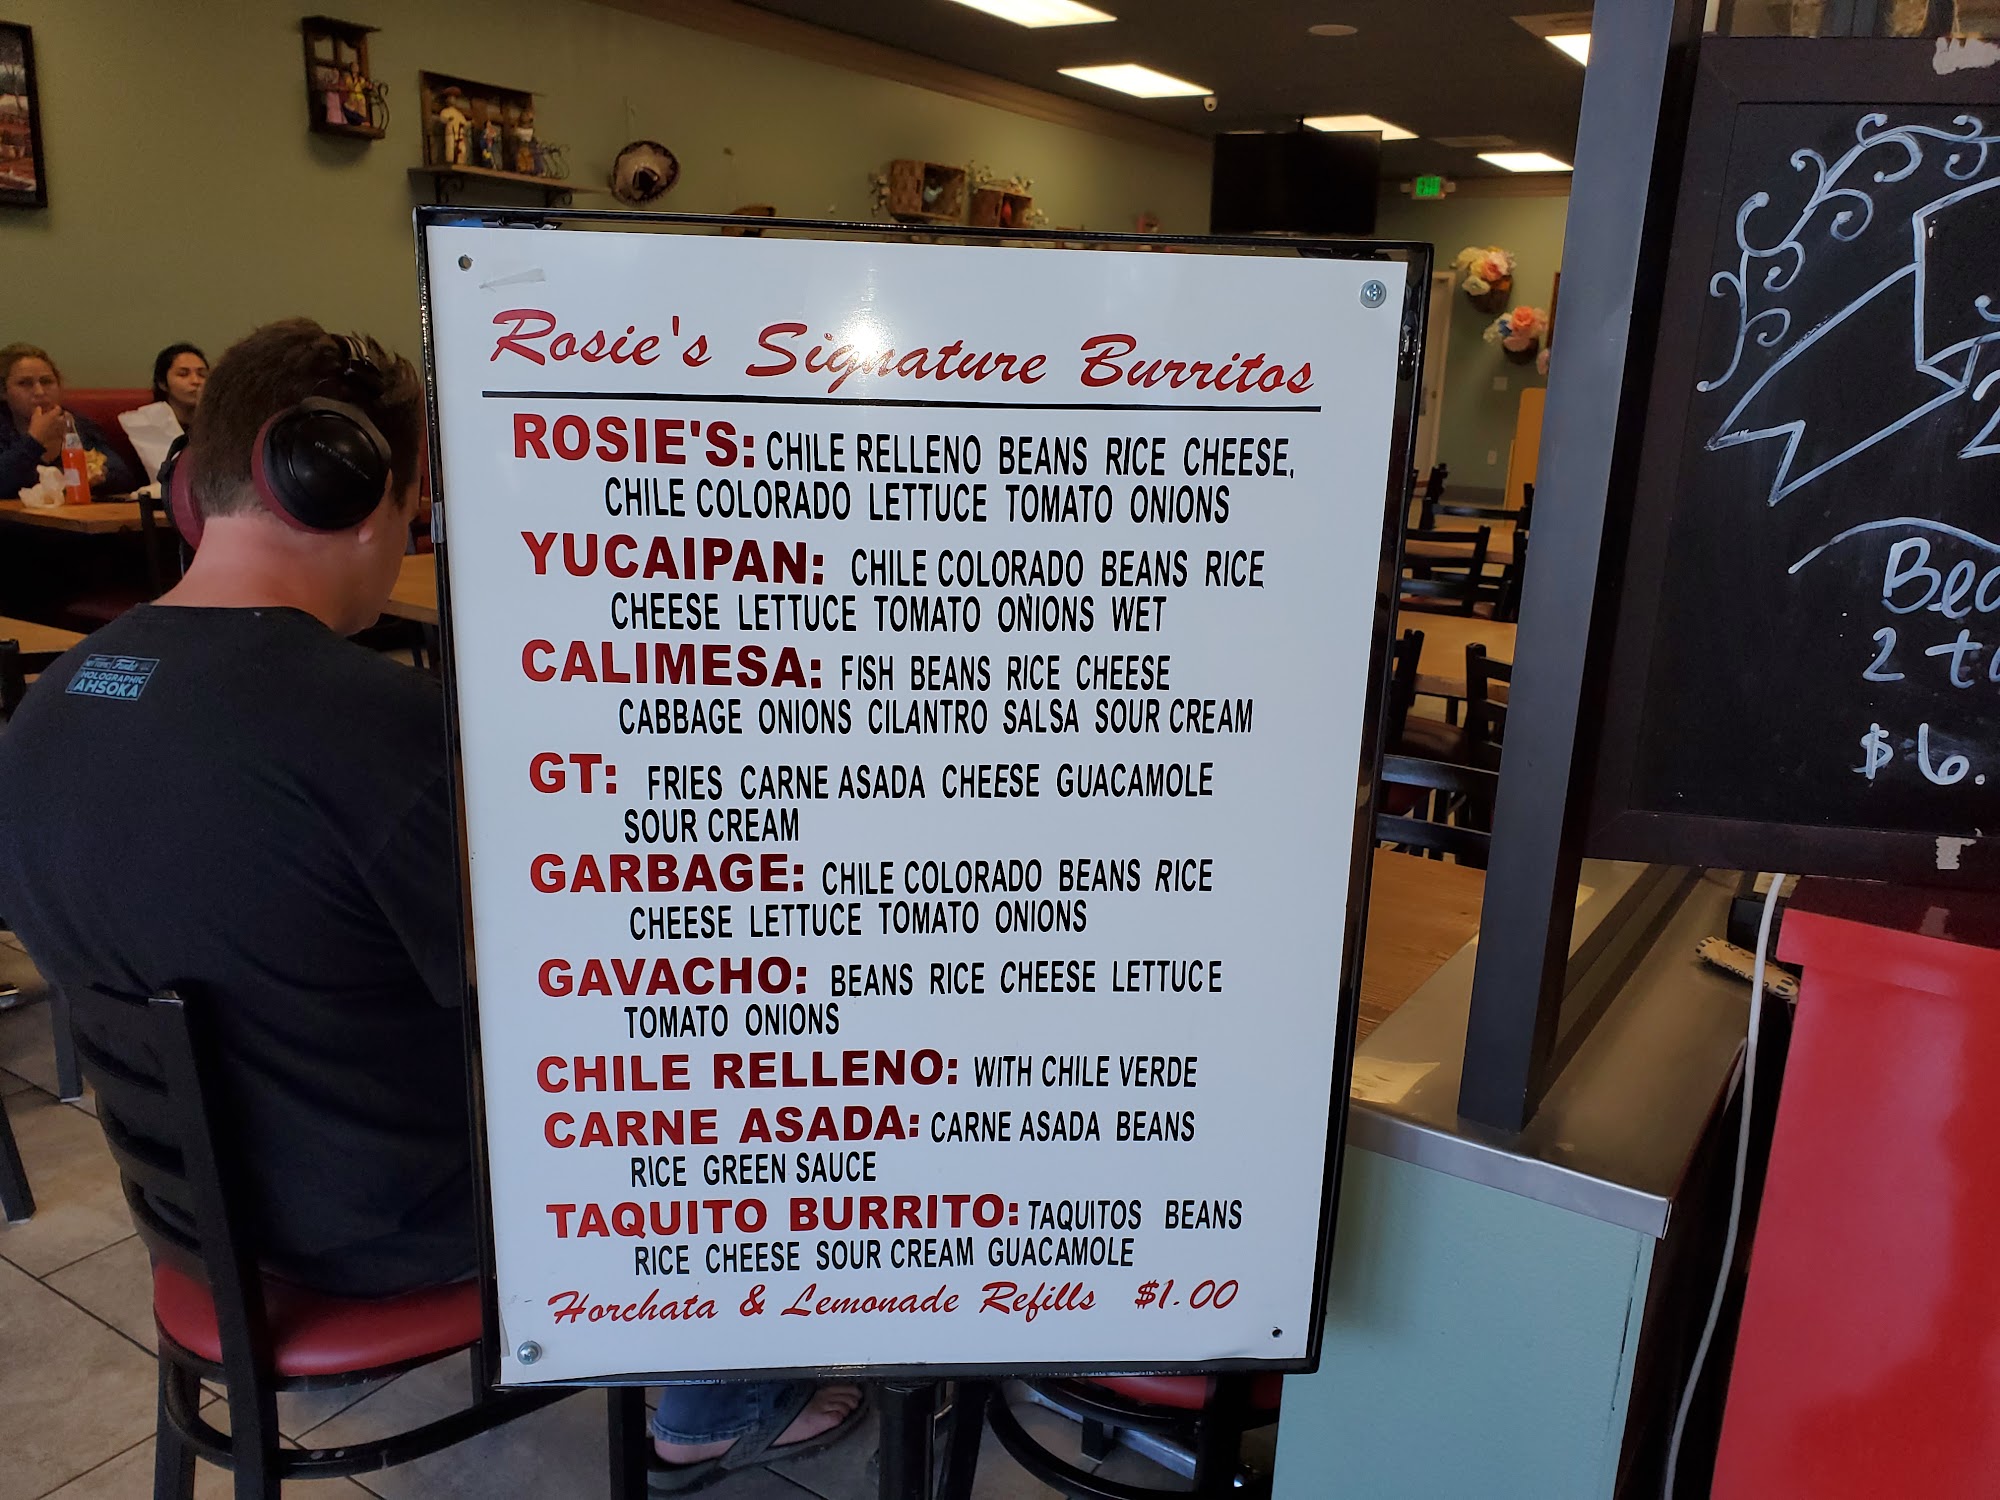 Rosie's Signature Burritos
ROSIE'S: CHILE RELLENO BEANS RICE CHEESE,
CHILE COLORADO LETTUCE TOMATO ONIONS
YUCAIPAN: CHILE COLORADO BEANS RICE
CHEESE LETTUCE TOMATO ONIONS WET
CALIMESA: FISH BEANS RICE CHEESE
CABBAGE ONIONS CILANTRO SALSA SOUR CREAM
GT: FRIES CARNE ASADA CHEESE GUACAMOLE
SOUR CREAM
GARBAGE: CHILE COLORADO BEANS RICE
CHEESE LETTUCE TOMATO ONIONS
GAVACHO: BEANS RICE CHEESE LETTUCE
TOMATO ONIONS
CHILE RELLENO: WITH CHILE VERDE
CARNE ASADA: CARNE ASADA BEANS
RICE GREEN SAUCE
TAQUITO BURRITO: TAQUITOS BEANS
RICE CHEESE SOUR CREAM GUACAMOLE
Horchata & Lemonade Refills $1.00
HOLOGRAPHIC
AHSOKA
EXIT
2
$6.